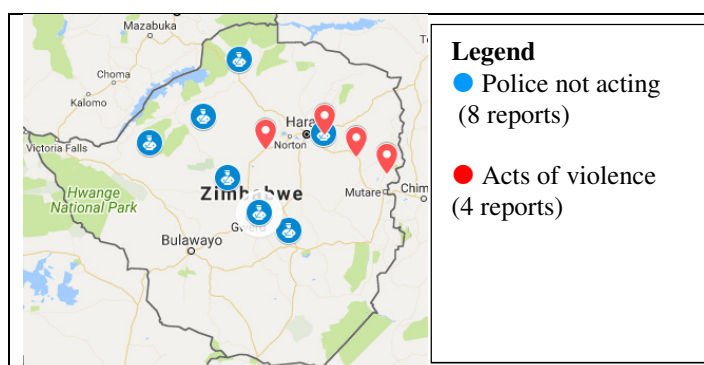 Mazabuka
Choma
Kalomo
Victoria Falls
Hwange
National Park
Hara
Norton
Zimbabwe
Mutare
Chim
Gweru
Bulawayo
Legend
Police not acting
(8 reports)
Acts of violence
(4 reports)